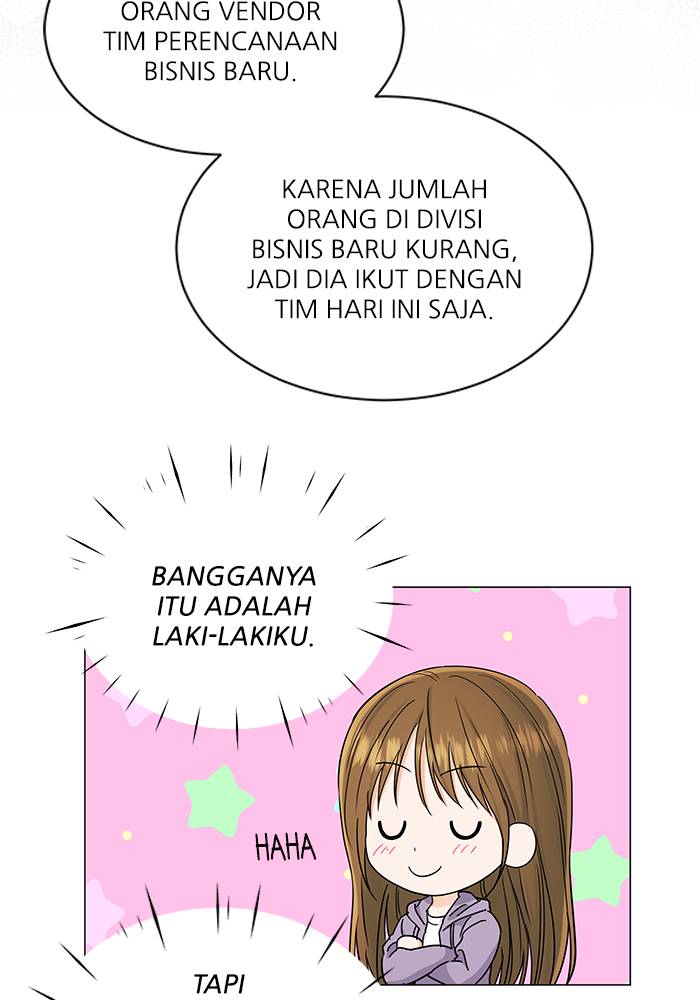 ORANG VENDOR
TIM PERENCANAAN
BISNIS BARU.
KARENA JUMLAH
ORANG DI DIVISI
BISNIS BARU KURANG,
JADI DIA IKUT DENGAN
TIM HARI INI SAJA.
BANGGANYA
ITU ADALAH
LAKI-LAKIKU.
HAHA
TAPI